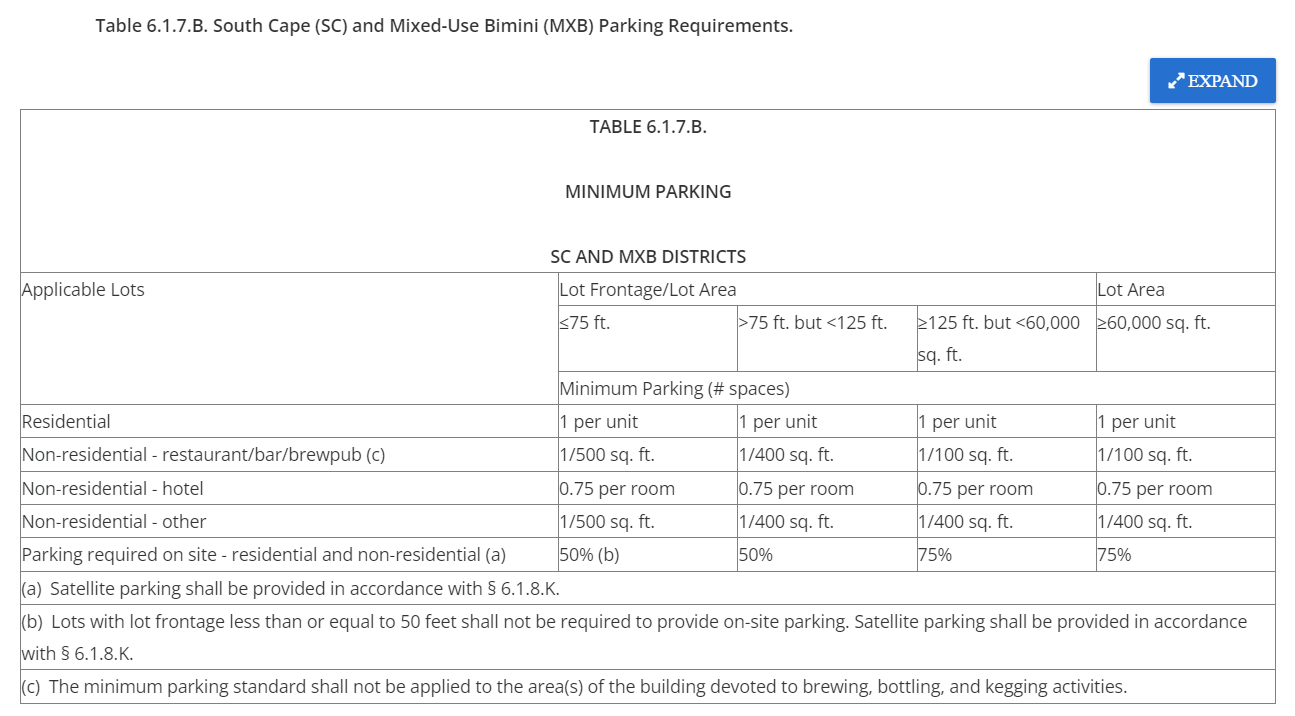 Table 6.1.7.B. South Cape (SC) and Mixed-Use Bimini (MXB) Parking Requirements.
EXPAND
TABLE 6.1.7.B.
MINIMUM PARKING
SC AND MXB DISTRICTS
Applicable Lots Lot Frontage/Lot Area Lot Area
≤75 ft. >75 ft. but <125 ft. ≥125 ft. but <60,000 ≥60,000 sq. ft.
sq. ft.
Minimum Parking (# spaces)
Residential 1 per unit 1 per unit 1 per unit 1 per unit
Non-residential - restaurant/bar/brewpub (c) 1/500 sq. ft. 1/400 sq. ft. 1/100 sq. ft. 1/100 sq. ft.
Non-residential - hotel 0.75 per room 0.75 per room 0.75 per room 0.75 per room
Non-residential - other 1/500 sq. ft. 1/400 sq. ft. 1/400 sq. ft. 1/400 sq. ft.
Parking required on site - residential and non-residential (a) 50% (b) 50% 75% 75%
(a) Satellite parking shall be provided in accordance with § 6.1.8.K.
(b) Lots with lot frontage less than or equal to 50 feet shall not be required to provide on-site parking. Satellite parking shall be provided in accordance
with § 6.1.8.K.
(c) The minimum parking standard shall not be applied to the area(s) of the building devoted to brewing, bottling, and kegging activities.